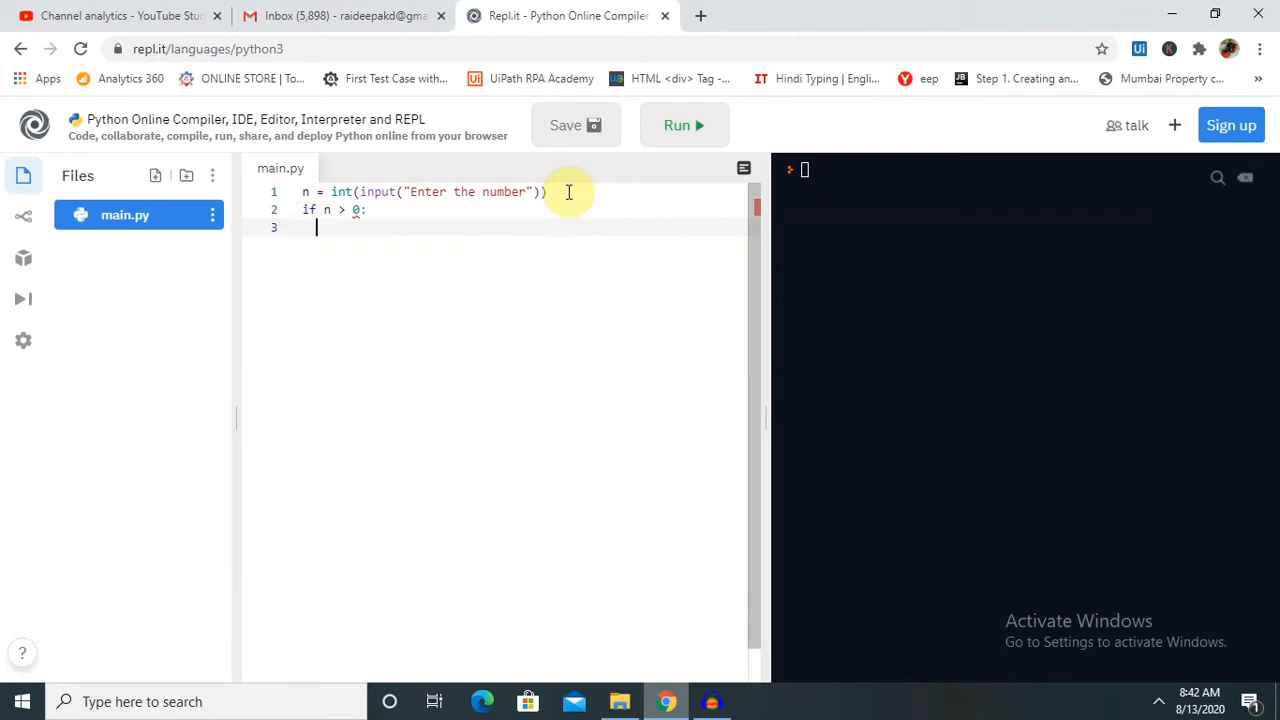 Channel analytics - YouTube Stu
Inbox (5,898) - raideepakd@gma
Repl.it - Python Online Compiler
repl.it/languages/python3
Apps
Analytics 360
ONLINE STORE | To...
First Test Case with...
UiPath RPA Academy
HTML <div> Tag -...
Hindi Typing | Engli...
eep
Step 1. Creating an...
Mumbai Property c...
Python Online Compiler, IDE, Editor, Interpreter and REPL
Code, collaborate, compile, run, share, and deploy Python online from your browser
Save
Run
talk
Sign up
Files
main.py
main.py
1 n = int(input("Enter the number"))
2 if n > 0:
3
Activate Windows
Go to Settings to activate Windows.
?
Type here to search
8:42 AM
8/13/2020
1